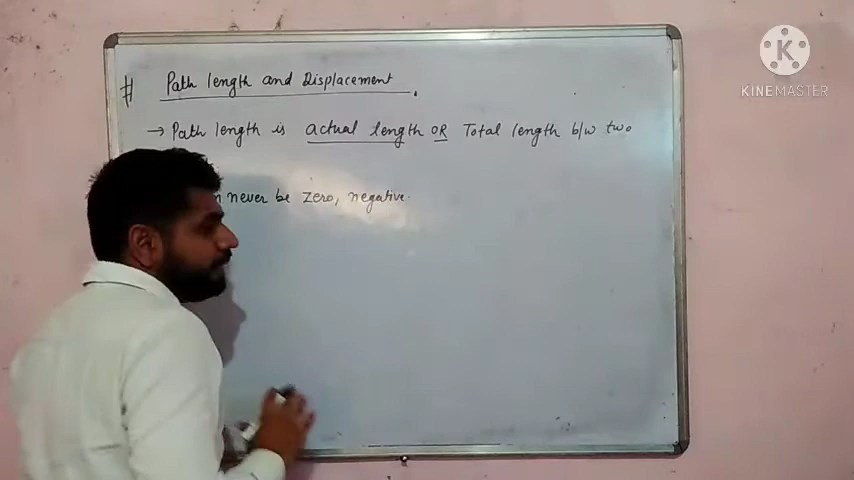 # Path length and Displacement.
→ Path length is actual length OR Total length b/w two
never be zero, negative.
K
KINEMASTER